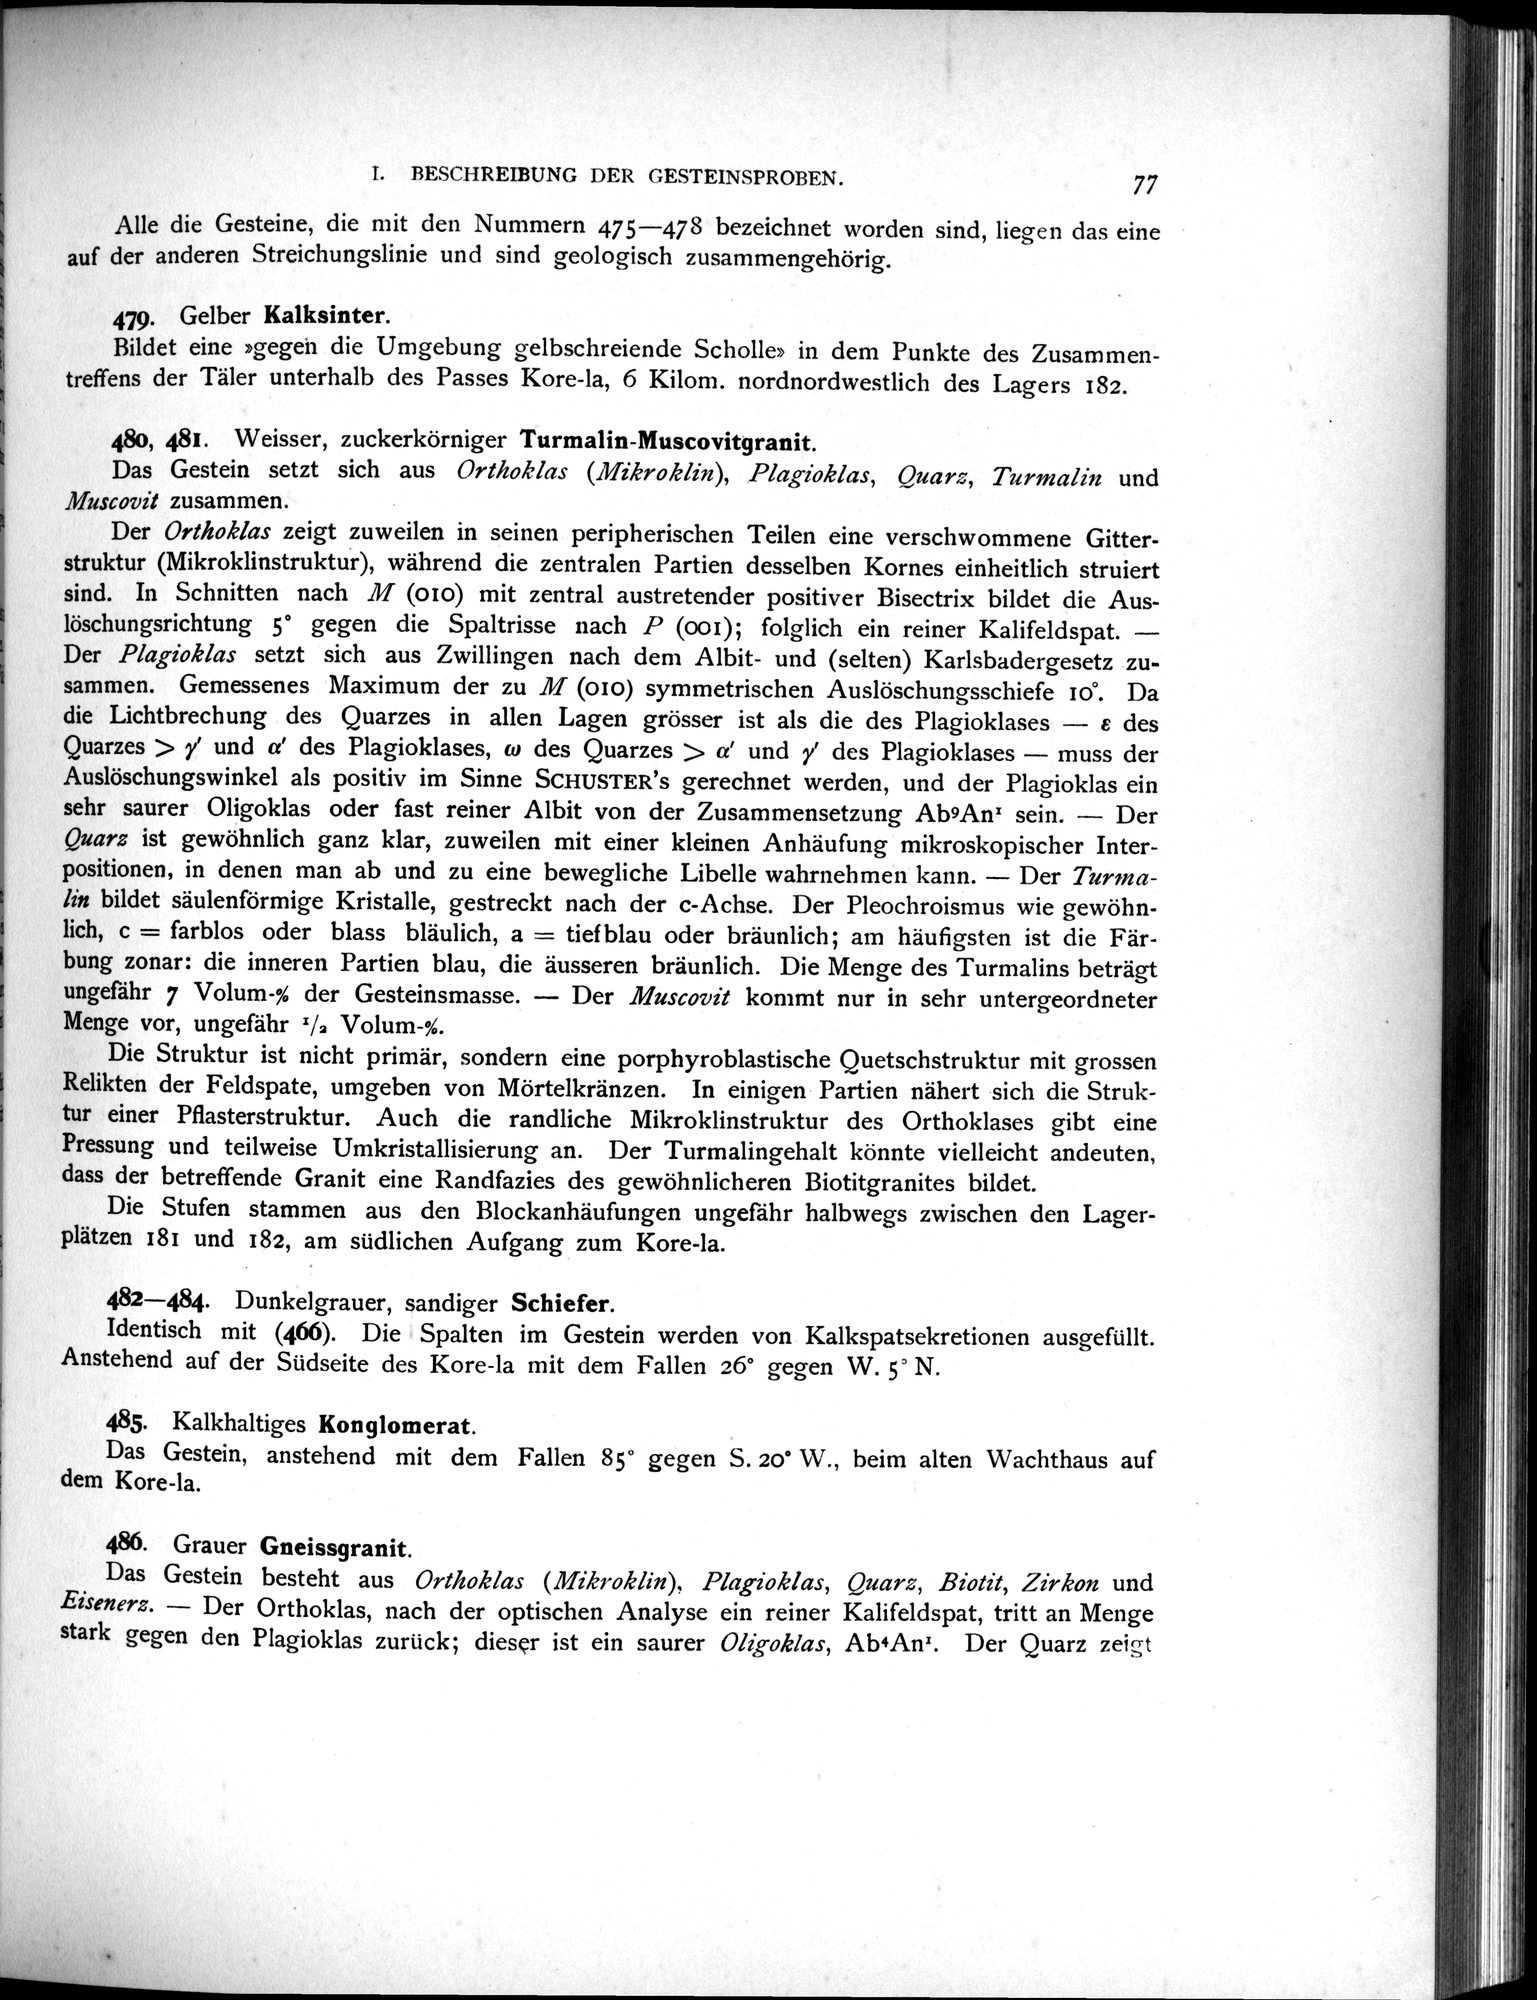 I. BESCHREIBUNG DER GESTEINSPROBEN. 77
Alle die Gesteine, die mit den Nummern 475—478 bezeichnet worden sind, liegen das eine
auf der anderen Streichungslinie und sind geologisch zusammengehörig.
479. Gelber Kalksinter.
Bildet eine »gegen die Umgebung gelbschreiende Scholle» in dem Punkte des Zusammen-
treffens der Täler unterhalb des Passes Kore-la, 6 Kilom. nordnordwestlich des Lagers 182.
480, 481. Weisser, zuckerkörniger Turmalin-Muscovitgranit.
Das Gestein setzt sich aus Orthoklas (Mikroklin), Plagioklas, Quarz, Turmalin und
Muscovit zusammen.
Der Orthoklas zeigt zuweilen in seinen peripherischen Teilen eine verschwommene Gitter-
struktur (Mikroklinstruktur), während die zentralen Partien desselben Kornes einheitlich struiert
sind. In Schnitten nach M (010) mit zentral austretender positiver Bisectrix bildet die Aus-
löschungsrichtung 5° gegen die Spaltrisse nach P (001); folglich ein reiner Kalifeldspat. —
Der Plagioklas setzt sich aus Zwillingen nach dem Albit- und (selten) Karlsbadergesetz zu-
sammen. Gemessenes Maximum der zu M (010) symmetrischen Auslöschungsschiefe 10°. Da
die Lichtbrechung des Quarzes in allen Lagen grösser ist als die des Plagioklases — ε des
Quarzes > γ′ und α′ des Plagioklases, ω des Quarzes > α′ und γ′ des Plagioklases — muss der
Auslöschungswinkel als positiv im Sinne SCHUSTER's gerechnet werden, und der Plagioklas ein
sehr saurer Oligoklas oder fast reiner Albit von der Zusammensetzung Ab⁹An¹ sein. — Der
Quarz ist gewöhnlich ganz klar, zuweilen mit einer kleinen Anhäufung mikroskopischer Inter-
positionen, in denen man ab und zu eine bewegliche Libelle wahrnehmen kann. — Der Turma-
lin bildet säulenförmige Kristalle, gestreckt nach der c-Achse. Der Pleochroismus wie gewöhn-
lich, c = farblos oder blass bläulich, a = tiefblau oder bräunlich; am häufigsten ist die Fär-
bung zonar: die inneren Partien blau, die äusseren bräunlich. Die Menge des Turmalins beträgt
ungefähr 7 Volum-% der Gesteinsmasse. — Der Muscovit kommt nur in sehr untergeordneter
Menge vor, ungefähr ¹/₂ Volum-%.
Die Struktur ist nicht primär, sondern eine porphyroblastische Quetschstruktur mit grossen
Relikten der Feldspate, umgeben von Mörtelkränzen. In einigen Partien nähert sich die Struk-
tur einer Pflasterstruktur. Auch die randliche Mikroklinstruktur des Orthoklases gibt eine
Pressung und teilweise Umkristallisierung an. Der Turmalingehalt könnte vielleicht andeuten,
dass der betreffende Granit eine Randfazies des gewöhnlicheren Biotitgranites bildet.
Die Stufen stammen aus den Blockanhäufungen ungefähr halbwegs zwischen den Lager-
plätzen 181 und 182, am südlichen Aufgang zum Kore-la.
482—484. Dunkelgrauer, sandiger Schiefer.
Identisch mit (466). Die Spalten im Gestein werden von Kalkspatsekretionen ausgefüllt.
Anstehend auf der Südseite des Kore-la mit dem Fallen 26° gegen W. 5° N.
485. Kalkhaltiges Konglomerat.
Das Gestein, anstehend mit dem Fallen 85° gegen S. 20° W., beim alten Wachthaus auf
dem Kore-la.
486. Grauer Gneissgranit.
Das Gestein besteht aus Orthoklas (Mikroklin), Plagioklas, Quarz, Biotit, Zirkon und
Eisenerz. — Der Orthoklas, nach der optischen Analyse ein reiner Kalifeldspat, tritt an Menge
stark gegen den Plagioklas zurück; dieser ist ein saurer Oligoklas, Ab⁴An¹. Der Quarz zeigt